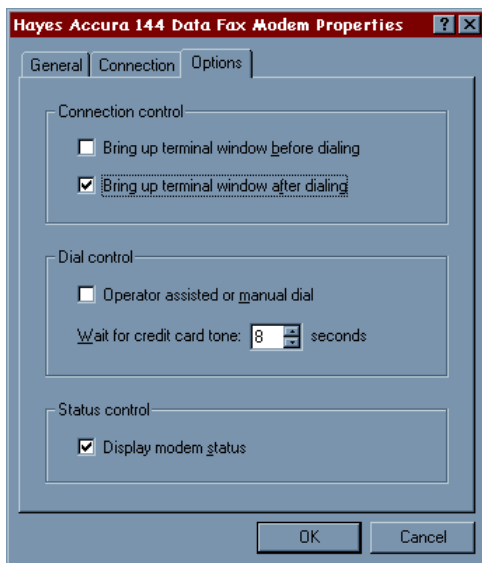 Hayes Accura 144 Data Fax Modem Properties ? X
General Connection Options
Connection control
Bring up terminal window before dialing
Bring up terminal window after dialing
Dial control
Operator assisted or manual dial
Wait for credit card tone: 8 seconds
Status control
Display modem status
OK Cancel